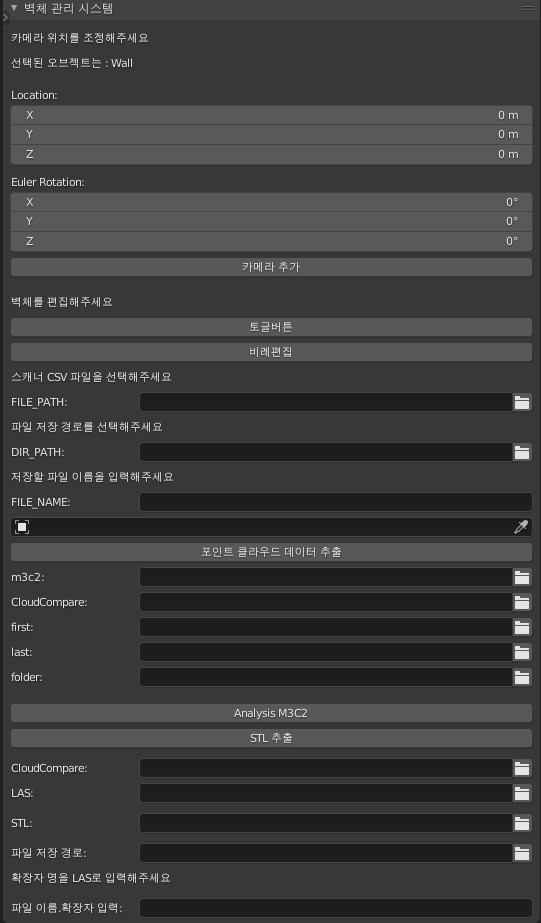 벽체 관리 시스템
카메라 위치를 조정해주세요
선택된 오브젝트는 : Wall
Location:
X 0 m
Y 0 m
Z 0 m
Euler Rotation:
X 0°
Y 0°
Z 0°
카메라 추가
벽체를 편집해주세요
토글버튼
비례편집
스캐너 CSV 파일을 선택해주세요
FILE_PATH:
파일 저장 경로를 선택해주세요
DIR_PATH:
저장할 파일 이름을 입력해주세요
FILE_NAME:
포인트 클라우드 데이터 추출
m3c2:
CloudCompare:
first:
last:
folder:
Analysis M3C2
STL 추출
CloudCompare:
LAS:
STL:
파일 저장 경로:
확장자 명을 LAS로 입력해주세요
파일 이름.확장자 입력: